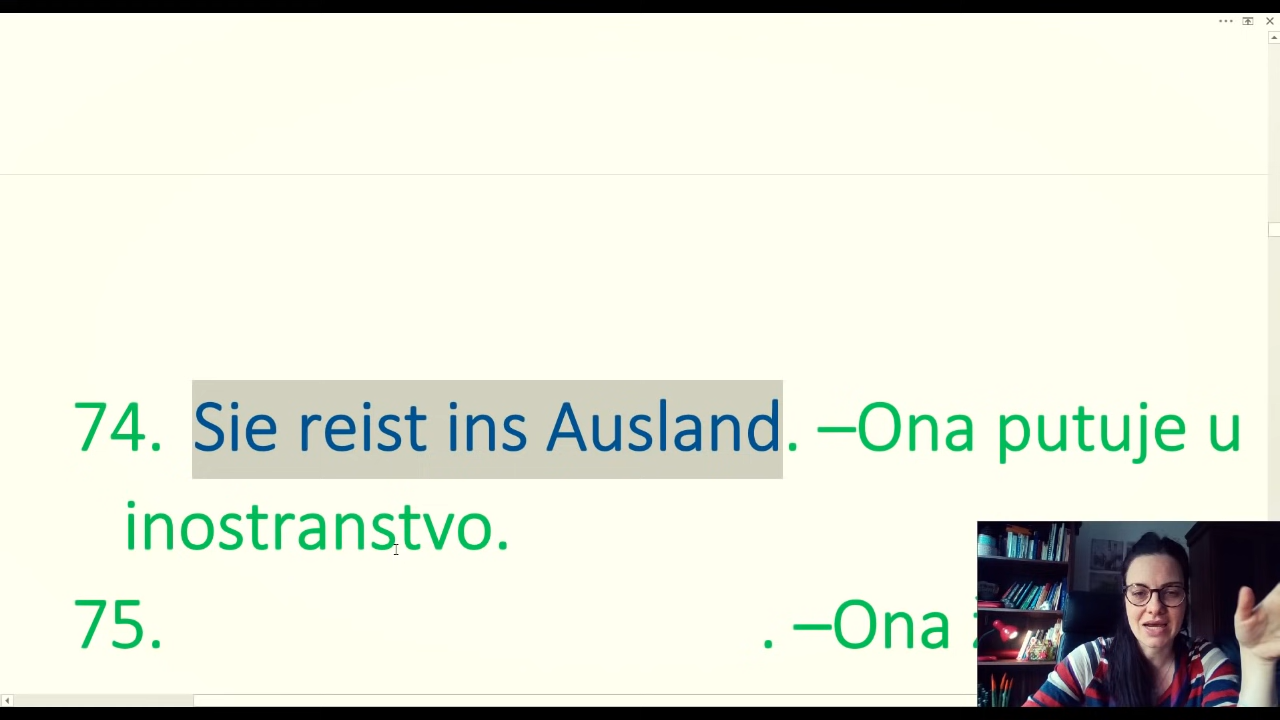 74. Sie reist ins Ausland. –Ona putuje u
inostranstvo.
75. . –Ona